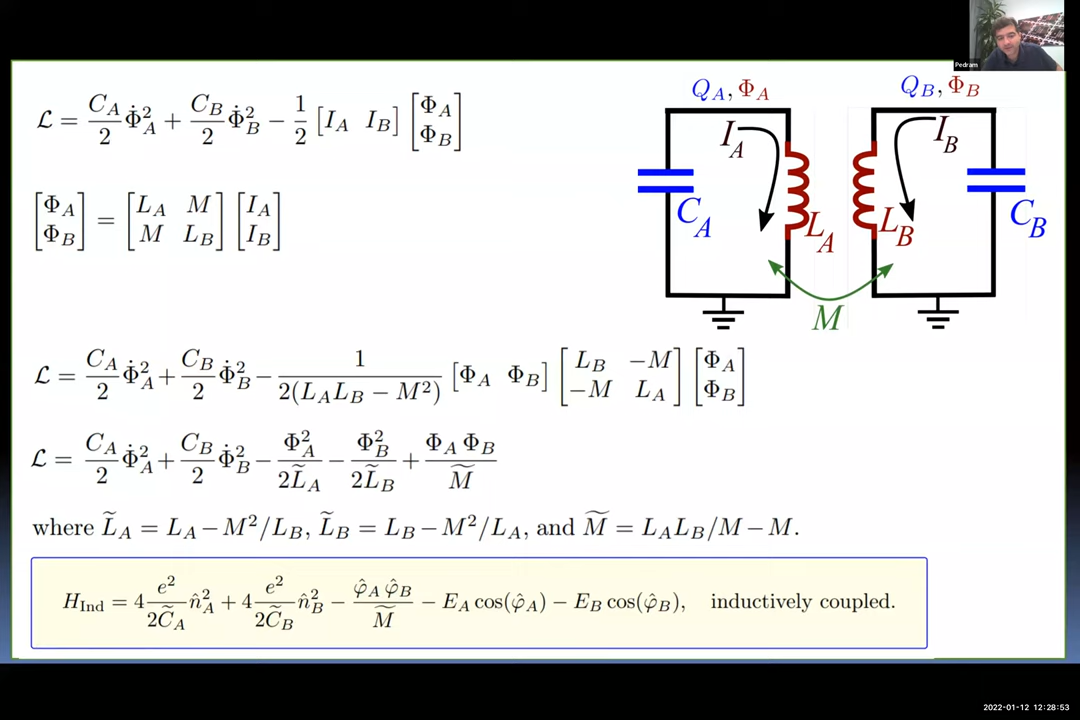 Pedram
ℒ = C_A/2 Φ̇_A^2 + C_B/2 Φ̇_B^2 − 1/2 [I_A I_B] [Φ_A; Φ_B]
[Φ_A; Φ_B] = [L_A M; M L_B] [I_A; I_B]
Q_A, Φ_A
Q_B, Φ_B
I_A
I_B
C_A
L_A
L_B
C_B
M
ℒ = C_A/2 Φ̇_A^2 + C_B/2 Φ̇_B^2 − 1/(2(L_A L_B − M^2)) [Φ_A Φ_B] [L_B −M; −M L_A] [Φ_A; Φ_B]
ℒ = C_A/2 Φ̇_A^2 + C_B/2 Φ̇_B^2 − Φ_A^2/(2L̃_A) − Φ_B^2/(2L̃_B) + Φ_A Φ_B/M̃
where L̃_A = L_A − M^2/L_B, L̃_B = L_B − M^2/L_A, and M̃ = L_A L_B/M − M.
H_Ind = 4 e^2/(2C̃_A) n̂_A^2 + 4 e^2/(2C̃_B) n̂_B^2 − φ̂_A φ̂_B/M̃ − E_A cos(φ̂_A) − E_B cos(φ̂_B), inductively coupled.
2022-01-12 12:28:53